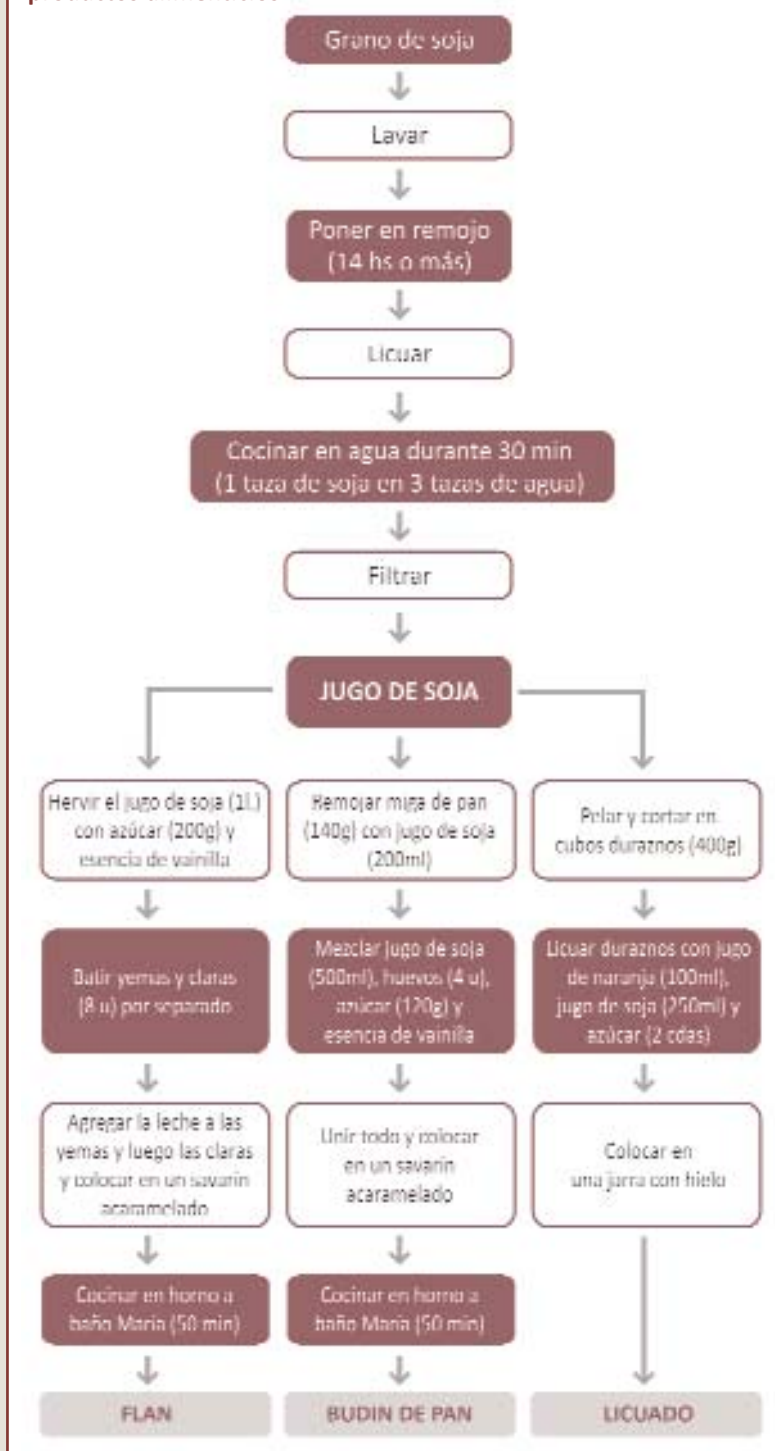 Grano de soja
Lavar
Poner en remojo
(14 hs o más)
Licuar
Cocinar en agua durante 30 min
(1 taza de soja en 3 tazas de agua)
Filtrar
JUGO DE SOJA
Hervir el jugo de soja (1l.)
con azúcar (200g) y
esencia de vainilla
Batir yemas y claras
(8 u) por separado
Agregar la leche a las
yemas y luego las claras
y colocar en un savarin
acaramelado
Cocinar en horno a
baño Maria (50 min)
FLAN
Remojar miga de pan
(140g) con jugo de soja
(200ml)
Mezclar jugo de soja
(500ml), huevos (4 u),
azúcar (120g) y
esencia de vainilla
Unir todo y colocar
en un savarin
acaramelado
Cocinar en horno a
baño Maria (50 min)
BUDIN DE PAN
Pelar y cortar en
cubos duraznos (400g)
Licuar duraznos con jugo
de naranja (100ml),
jugo de soja (250ml) y
azúcar (2 cdas)
Colocar en
una jarra con hielo
LICUADO